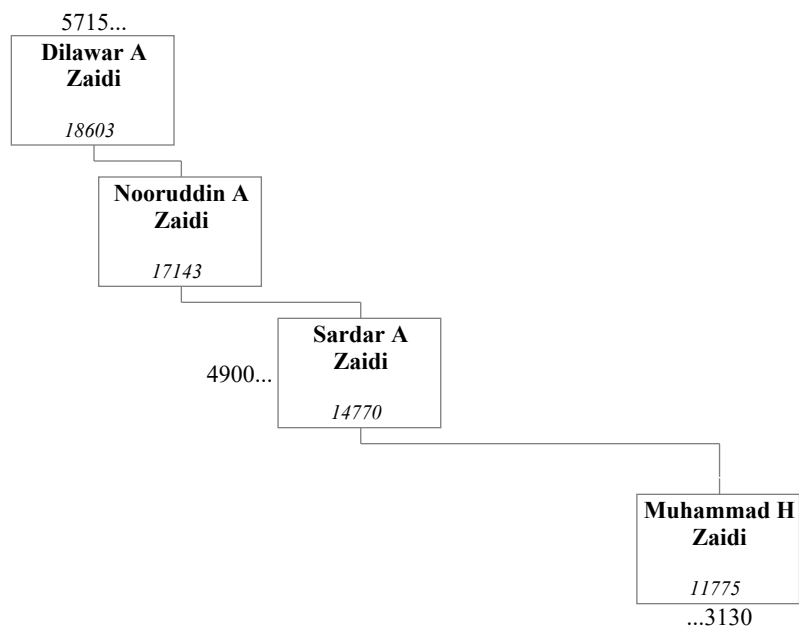 5715...
Dilawar A
Zaidi
18603
Nooruddin A
Zaidi
17143
Sardar A
Zaidi
4900...
14770
Muhammad H
Zaidi
11775
...3130